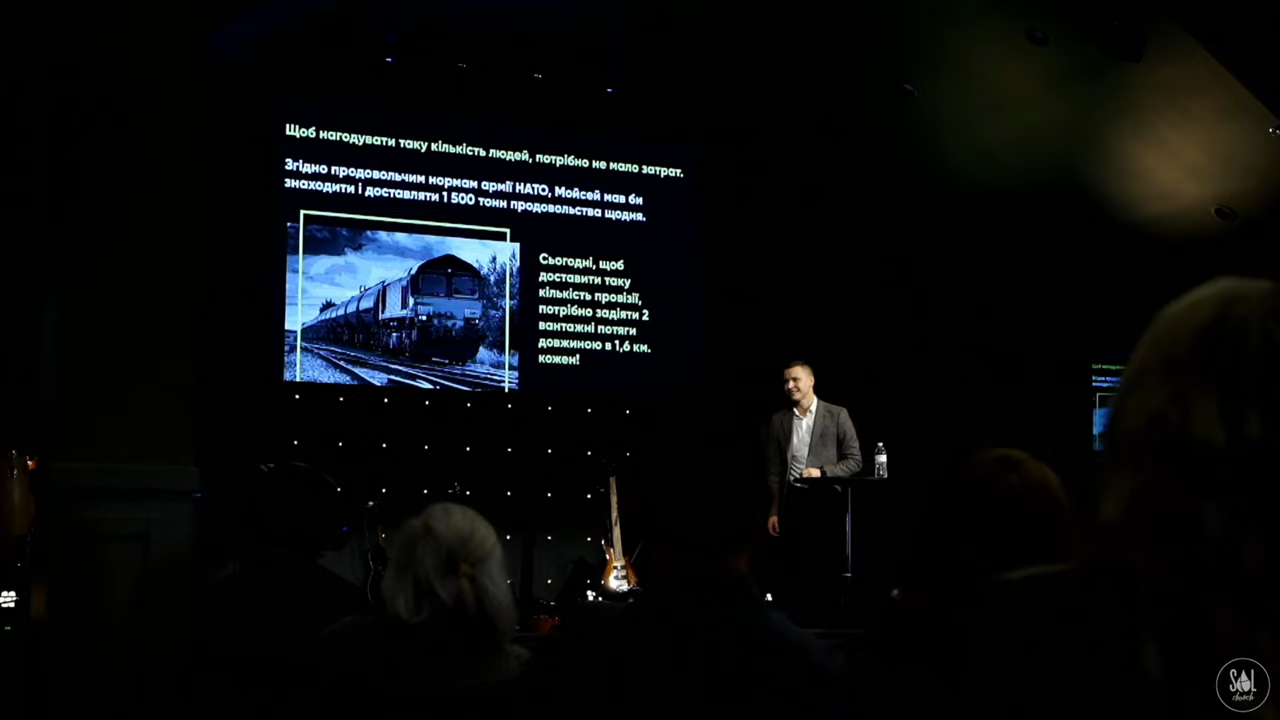 Щоб нагодувати таку кількість людей, потрібно не мало затрат.
Згідно продовольчим нормам армії НАТО, Мойсей мав би
знаходити і доставляти 1 500 тонн продовольства щодня.
Сьогодні, щоб
доставити таку
кількість провізії,
потрібно задіяти 2
вантажні потяги
довжиною в 1,6 км.
кожен!
SOL
church